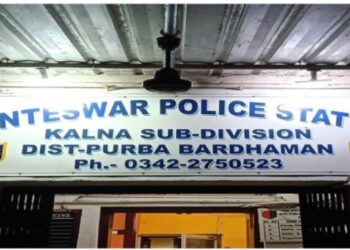 NTESWAR POLICE STAT
KALNA SUB-DIVISION
DIST-PURBA BARDHAMAN
Ph.- 0342-2750523